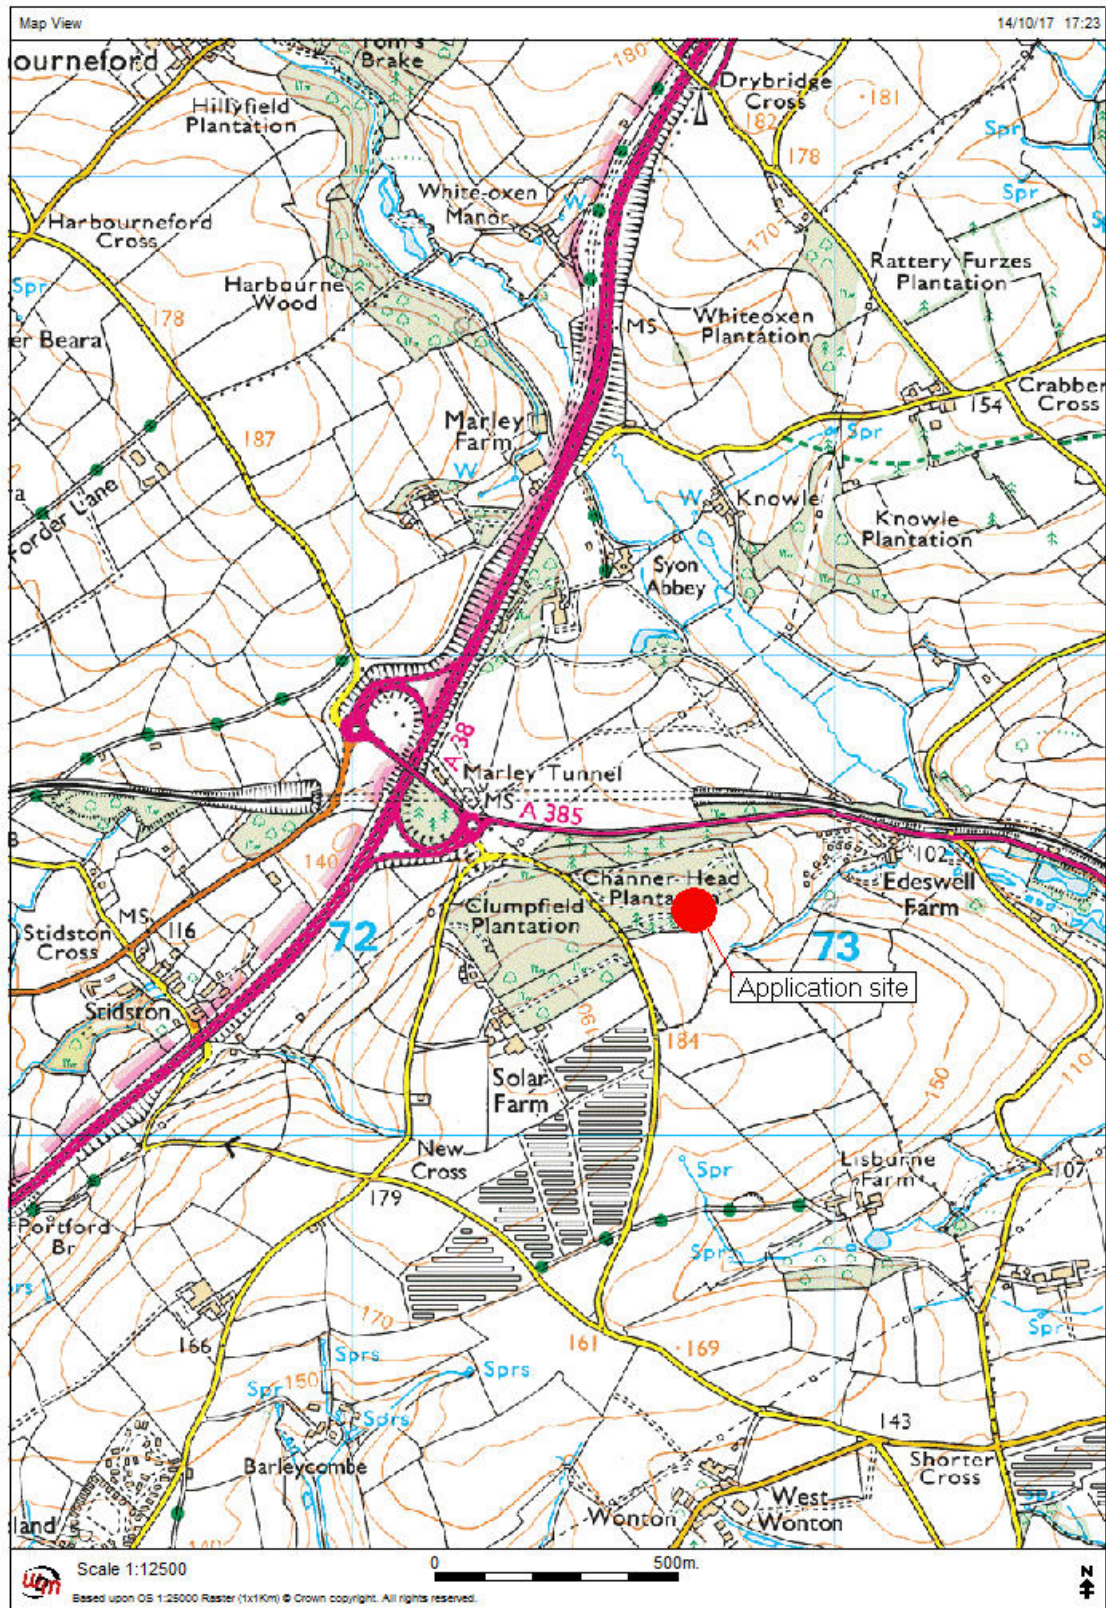 Map View
14/10/17 17:23
ourneford
Tom's
Brake
180
Drybridge
Cross
181
182
178
Spr
Hillyfield
Plantation
White-oxen
Manor
W
Spr
Harbourneford
Cross
170
Rattery Furzes
Plantation
Spr
Harbourne
Wood
178
MS
Whiteoxen
Plantation
er Beara
Crabber
Cross
154
Marley
Farm
187
Spr
W
W
Knowle
a
Forder Lane
Knowle
Plantation
Syon
Abbey
A 38
Marley Tunnel
MS
A 385
140
102
Channer-Head
Plantation
Edeswell
Farm
MS
116
Clumpfield
Plantation
Stidston
Cross
72
73
Application site
Stidston
190
184
150
110
Solar
Farm
New
Cross
Spr
Lisburne
Farm
107
179
Portford
Br
Sprs
Spr
170
166
161
169
Sprs
Sprs
Spr
150
Sprs
143
Barleycombe
Shorter
Cross
West
Wonton
Wonton
land
Scale 1:12500
0
500m.
N
Based upon OS 1:25000 Raster (1x1Km) © Crown copyright. All rights reserved.